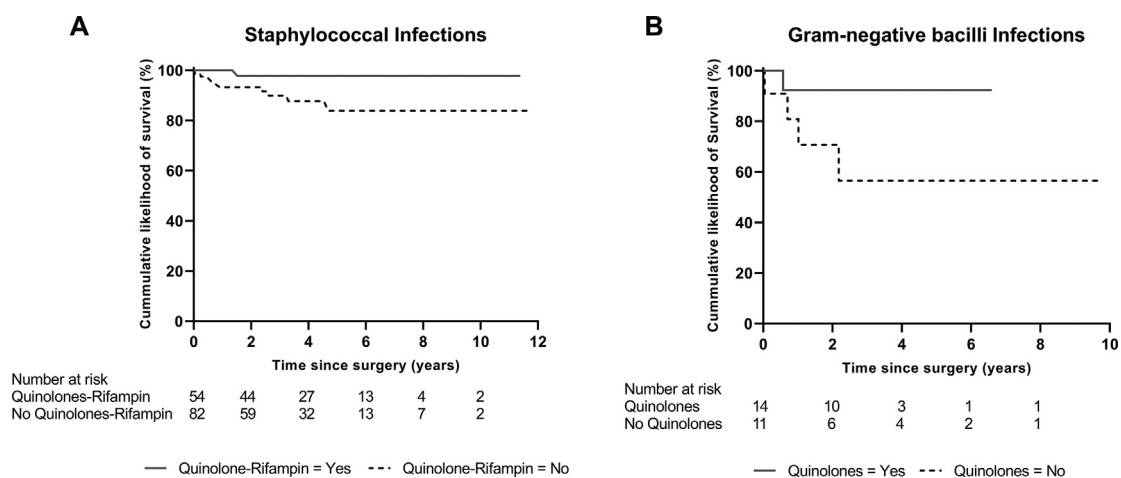 A
Staphylococcal Infections
Cummulative likelihood of survival (%)
100
80
60
40
20
0
0 2 4 6 8 10 12
Time since surgery (years)
Number at risk
Quinolones-Rifampin 54 44 27 13 4 2
No Quinolones-Rifampin 82 59 32 13 7 2
Quinolone-Rifampin = Yes Quinolone-Rifampin = No
B
Gram-negative bacilli Infections
Cummulative likelihood of Survival (%)
100
80
60
40
20
0
0 2 4 6 8 10
Time since surgery (years)
Number at risk
Quinolones 14 10 3 1 1
No Quinolones 11 6 4 2 1
Quinolones = Yes Quinolones = No